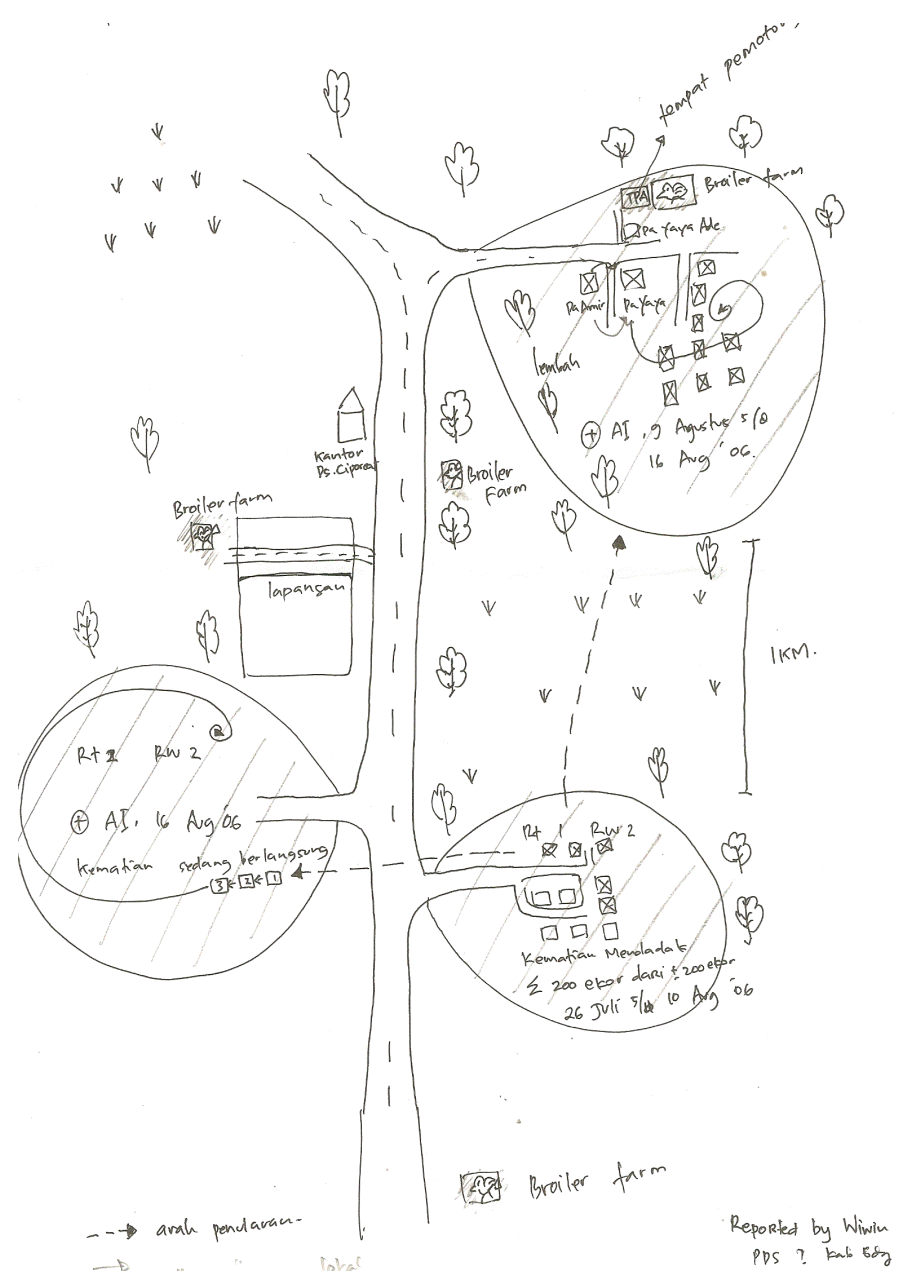 tempat
TPA
Broiler farm
pa Yaya Ade
pa Amir
pa Yaya
lembah
+ AI, 9 Agustus s/d
16 Aug '06.
Kantor
Ds.
Broiler
Farm
Broiler farm
lapangan
1KM.
Rt 2 RW 2
+ AI, 16 Aug '06
Kematian sedang berlangsung
3 2 1
Rt 1 RW 2
Kematian Mendadak
Σ 200 ekor dari ± 200 ekor
26 Juli s/d 10 Aug '06
Broiler farm
arah penularan
Reported by Wiwin
PDS ? Kab Bdg